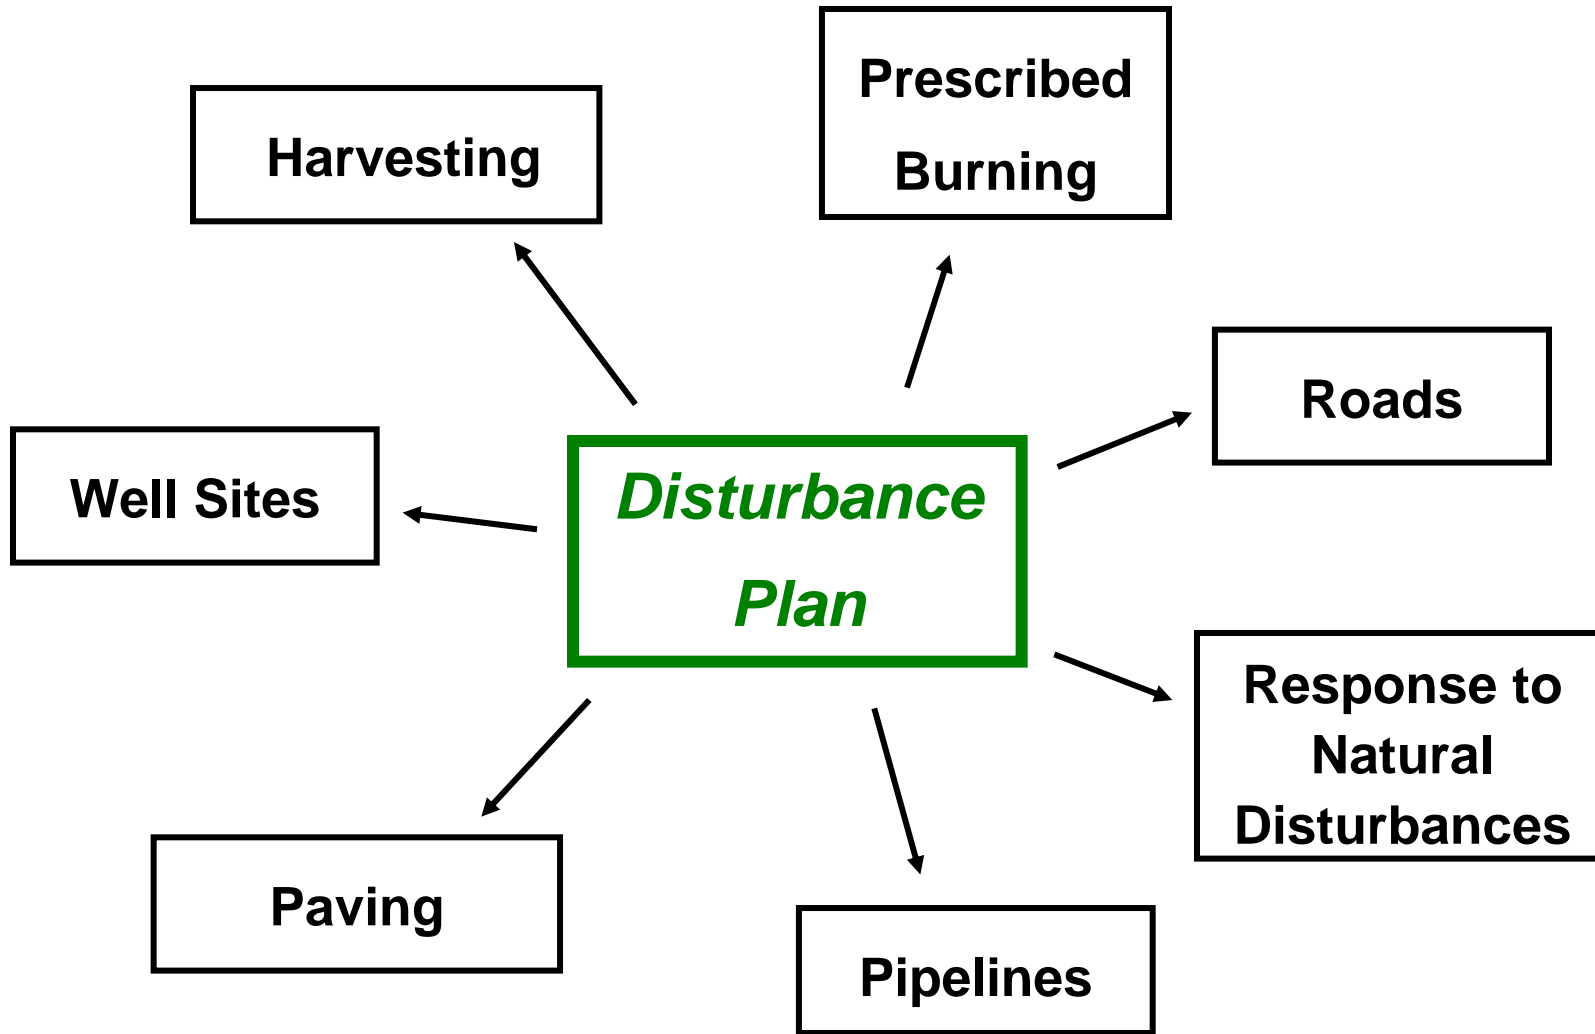 Prescribed
Burning
Harvesting
Roads
Well Sites
Disturbance
Plan
Response to
Natural
Disturbances
Paving
Pipelines